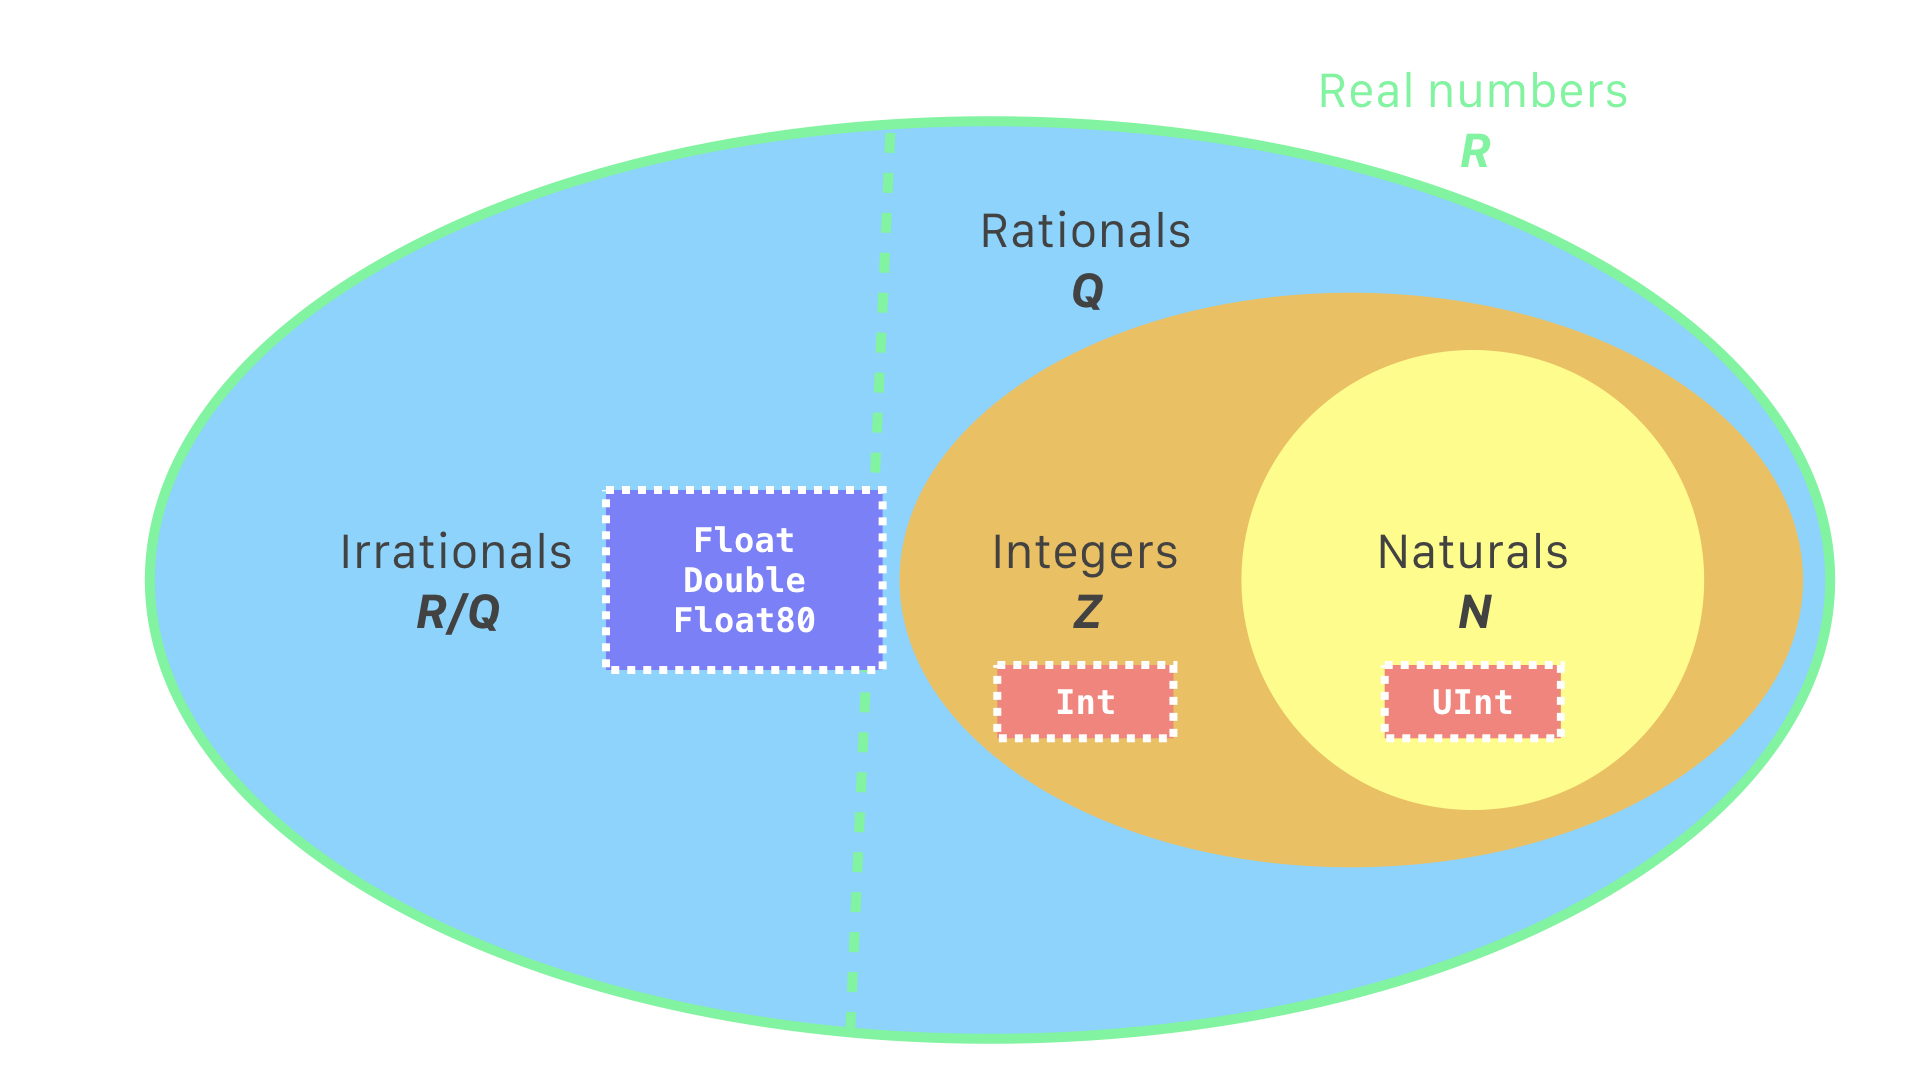 Real numbers
R
Rationals
Q
Irrationals
R/Q
Float
Double
Float80
Integers
Z
Int
Naturals
N
UInt